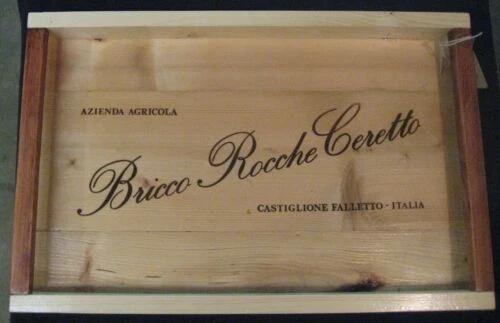 AZIENDA AGRICOLA
Bricco Rocche Ceretto
CASTIGLIONE FALLETTO - ITALIA